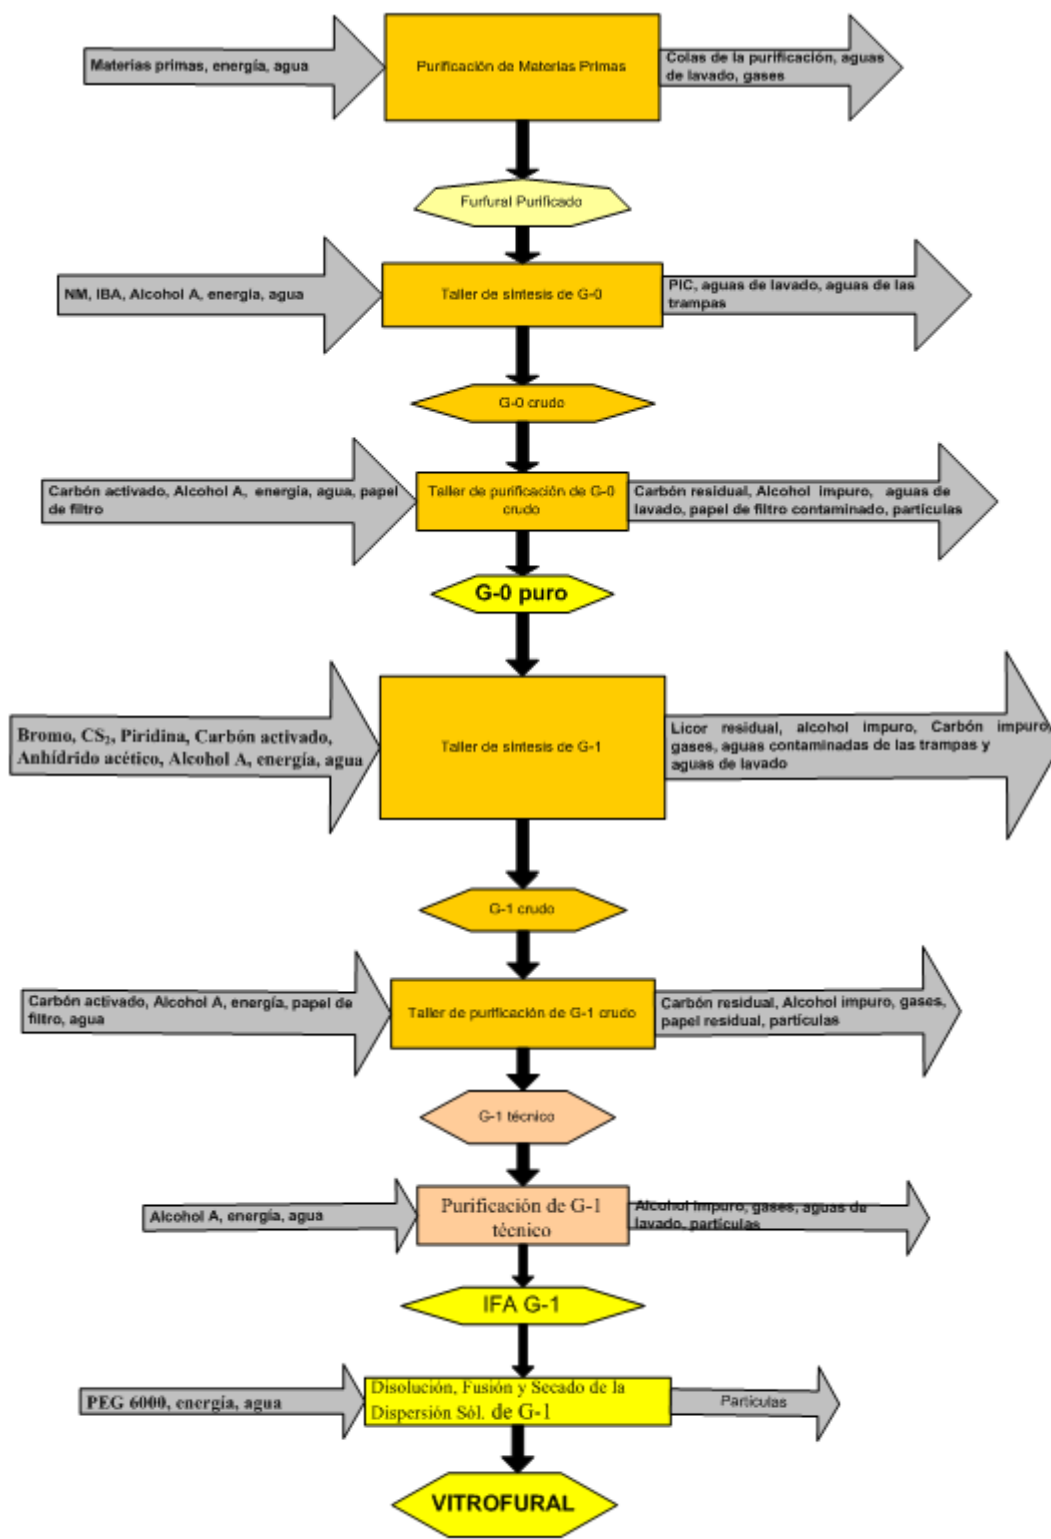 Materias primas, energía, agua
Purificación de Materias Primas
Colas de la purificación, aguas
de lavado, gases
Furfural Purificado
NM, IBA, Alcohol A, energía, agua
Taller de síntesis de G-0
PIC, aguas de lavado, aguas de las
trampas
G-0 crudo
Carbón activado, Alcohol A, energía, agua, papel
de filtro
Taller de purificación de G-0
crudo
Carbón residual, Alcohol impuro, aguas de
lavado, papel de filtro contaminado, partículas
G-0 puro
Bromo, CS₂, Piridina, Carbón activado,
Anhídrido acético, Alcohol A, energía, agua
Taller de síntesis de G-1
Licor residual, alcohol impuro, Carbón impuro,
gases, aguas contaminadas de las trampas y
aguas de lavado
G-1 crudo
Carbón activado, Alcohol A, energía, papel de
filtro, agua
Taller de purificación de G-1 crudo
Carbón residual, Alcohol impuro, gases,
papel residual, partículas
G-1 técnico
Alcohol A, energía, agua
Purificación de G-1
técnico
Alcohol impuro, gases, aguas de
lavado, partículas
IFA G-1
PEG 6000, energía, agua
Disolución, Fusión y Secado de la
Dispersión Sól. de G-1
Partículas
VITROFURAL